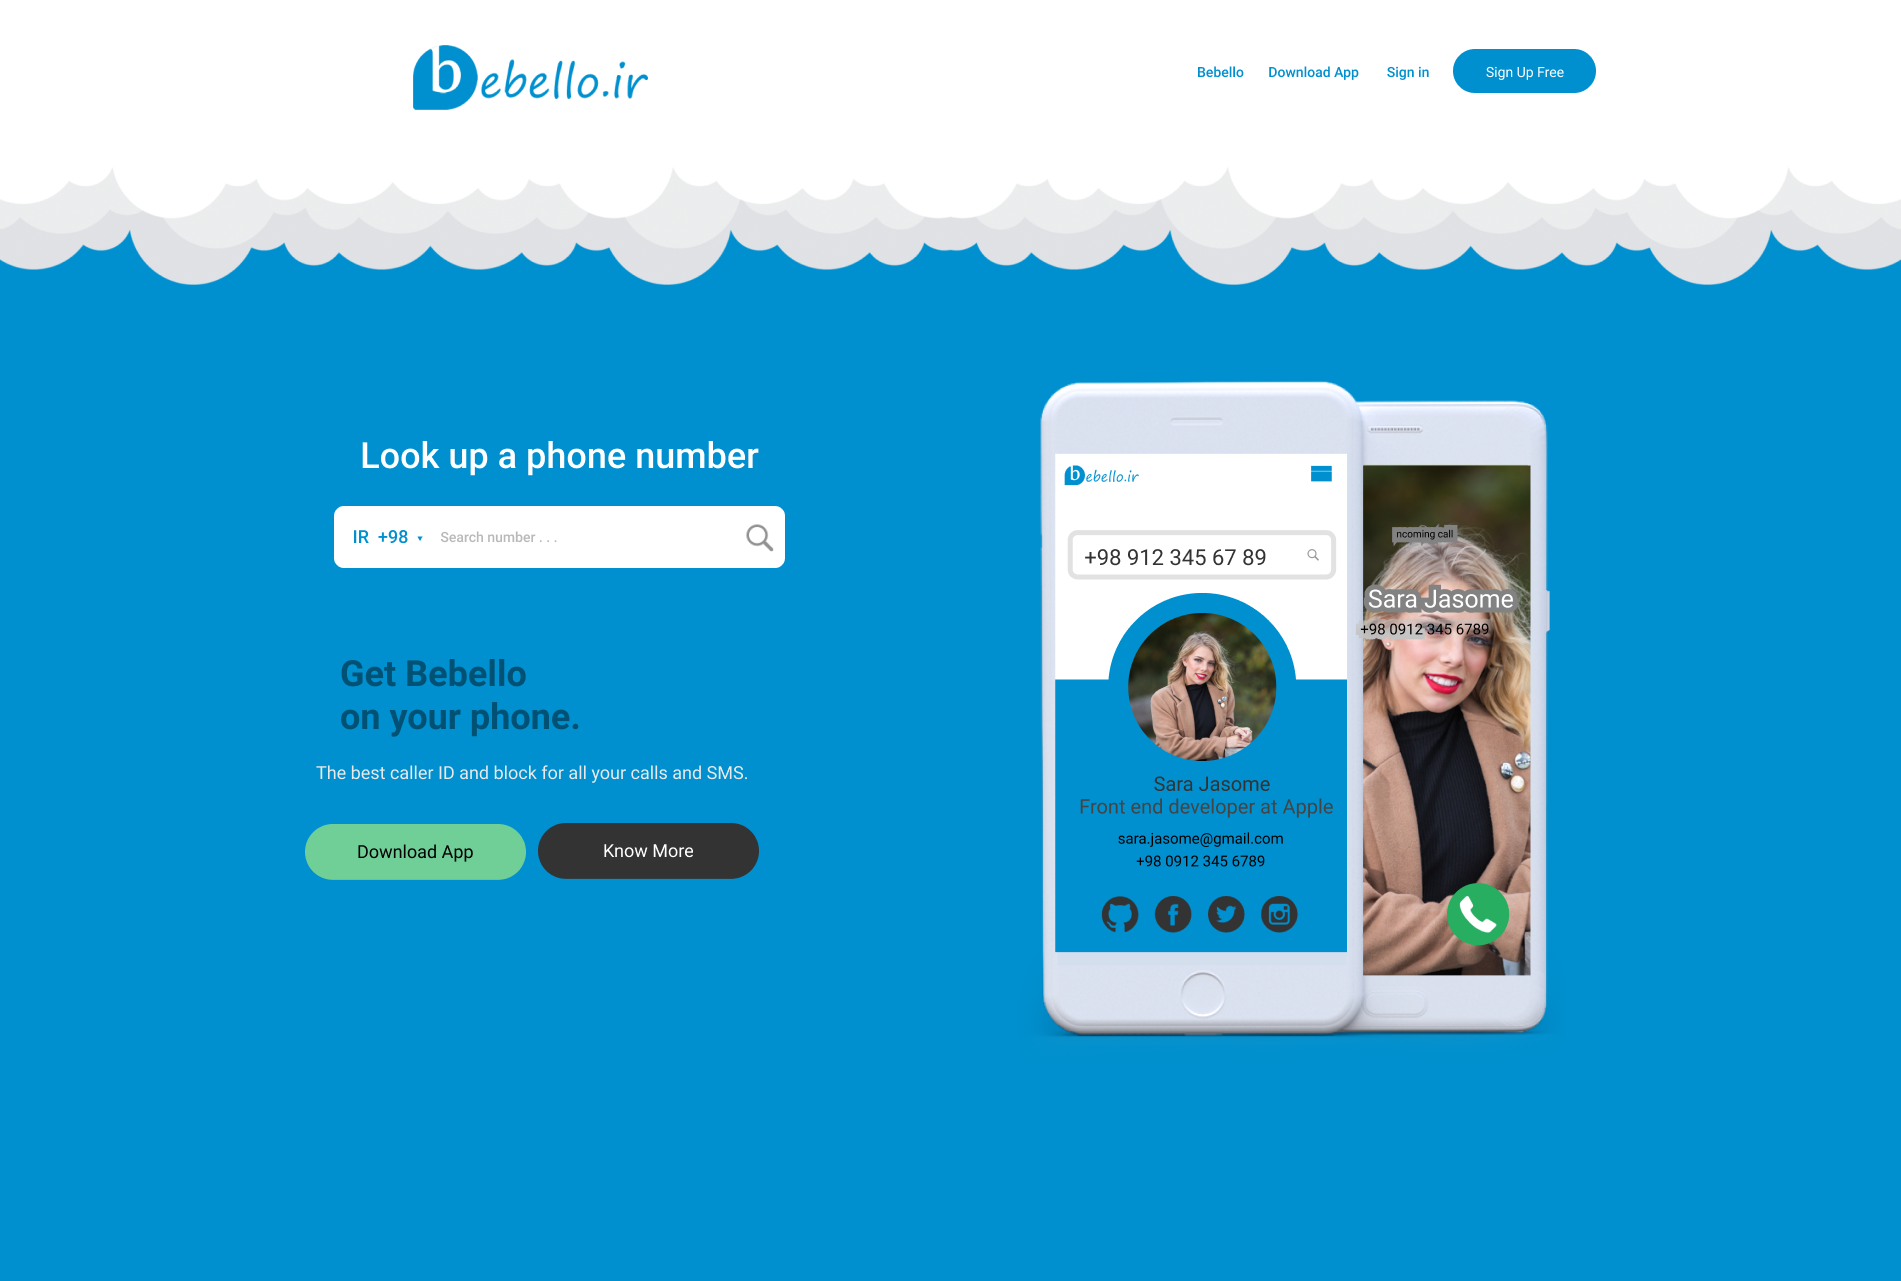 bebello.ir
Bebello
Download App
Sign in
Sign Up Free
Look up a phone number
IR +98 ▾
Search number . . .
Get Bebello
on your phone.
The best caller ID and block for all your calls and SMS.
Download App
Know More
bebello.ir
+98 912 345 67 89
Sara Jasome
Front end developer at Apple
sara.jasome@gmail.com
+98 0912 345 6789
ncoming call
Sara Jasome
+98 0912 345 6789